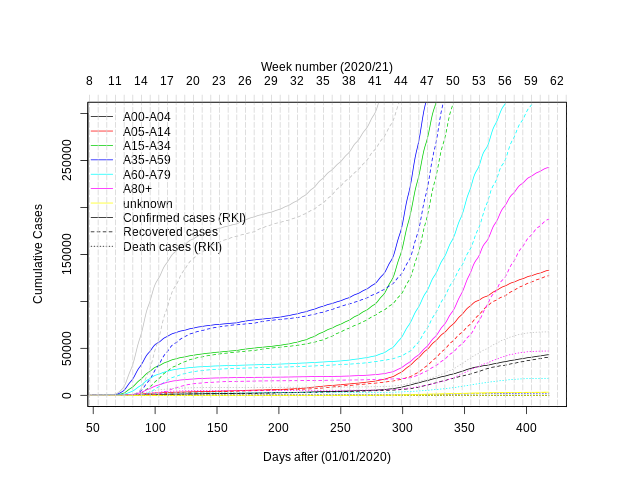 Week number (2020/21)
8 11 14 17 20 23 26 29 32 35 38 41 44 47 50 53 56 59 62
A00-A04
A05-A14
A15-A34
A35-A59
A60-A79
A80+
unknown
Confirmed cases (RKI)
Recovered cases
Death cases (RKI)
250000
150000
50000
0
Cumulative Cases
50 100 150 200 250 300 350 400
Days after (01/01/2020)